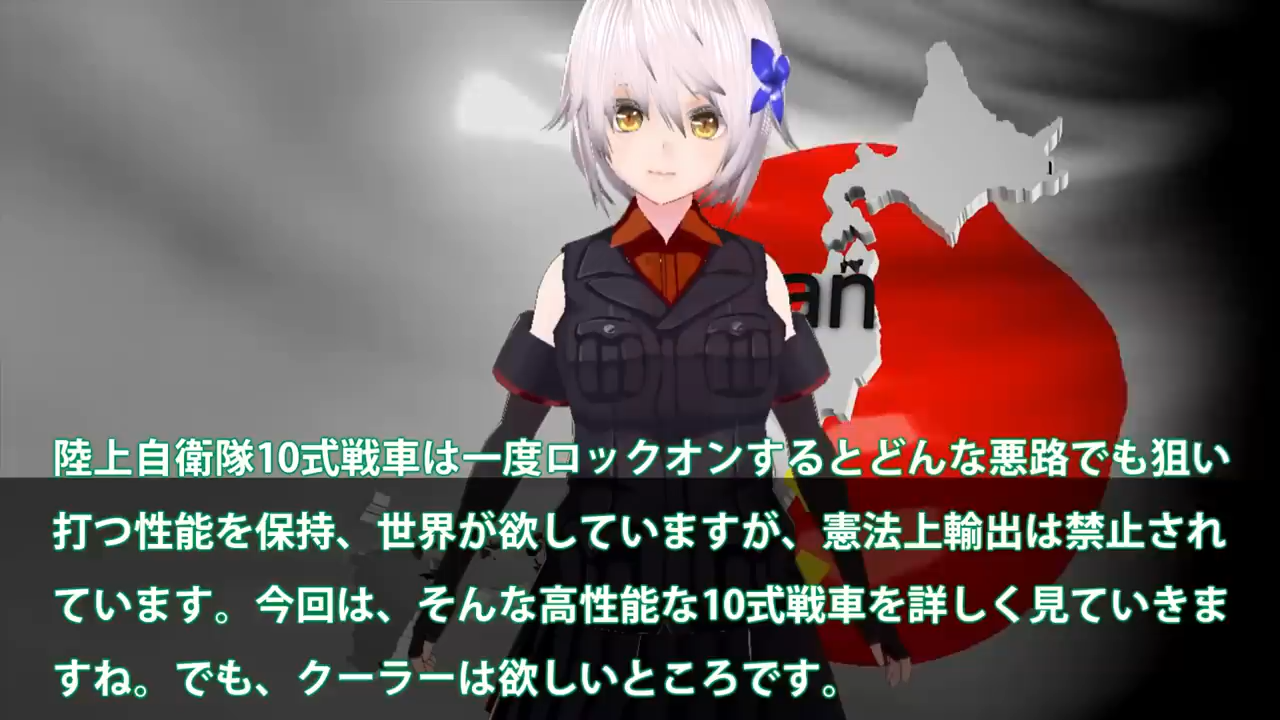 an
陸上自衛隊10式戦車は一度ロックオンするとどんな悪路でも狙い
打つ性能を保持、世界が欲していますが、憲法上輸出は禁止され
ています。今回は、そんな高性能な10式戦車を詳しく見ていきま
すね。でも、クーラーは欲しいところです。